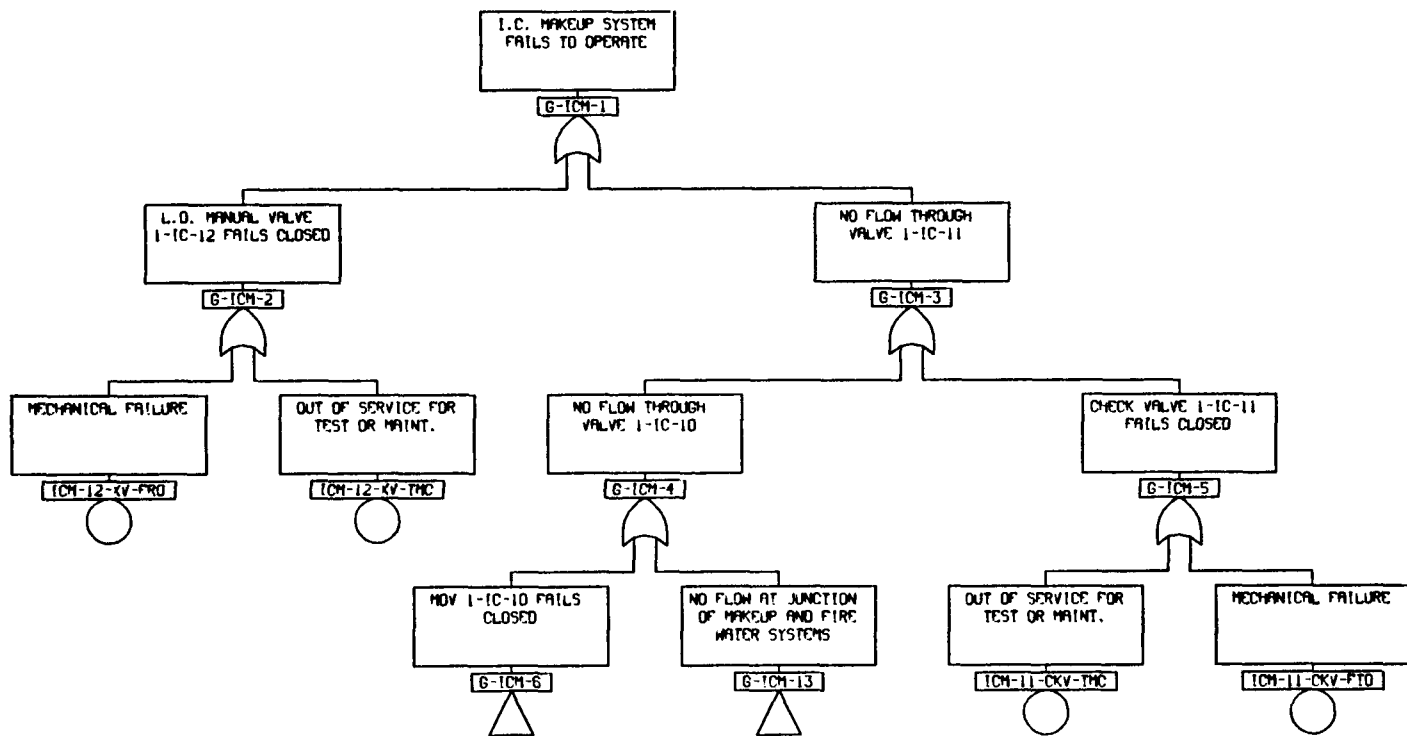 I.C. MAKEUP SYSTEM
FAILS TO OPERATE
G-ICM-1
L.O. MANUAL VALVE
1-IC-12 FAILS CLOSED
G-ICM-2
NO FLOW THROUGH
VALVE 1-IC-11
G-ICM-3
MECHANICAL FAILURE
ICM-12-XV-FRO
OUT OF SERVICE FOR
TEST OR MAINT.
ICM-12-XV-TMC
NO FLOW THROUGH
VALVE 1-IC-10
G-ICM-4
CHECK VALVE 1-IC-11
FAILS CLOSED
G-ICM-5
MOV 1-IC-10 FAILS
CLOSED
G-ICM-6
NO FLOW AT JUNCTION
OF MAKEUP AND FIRE
WATER SYSTEMS
G-ICM-13
OUT OF SERVICE FOR
TEST OR MAINT.
ICM-11-CKV-TMC
MECHANICAL FAILURE
ICM-11-CKV-FTO